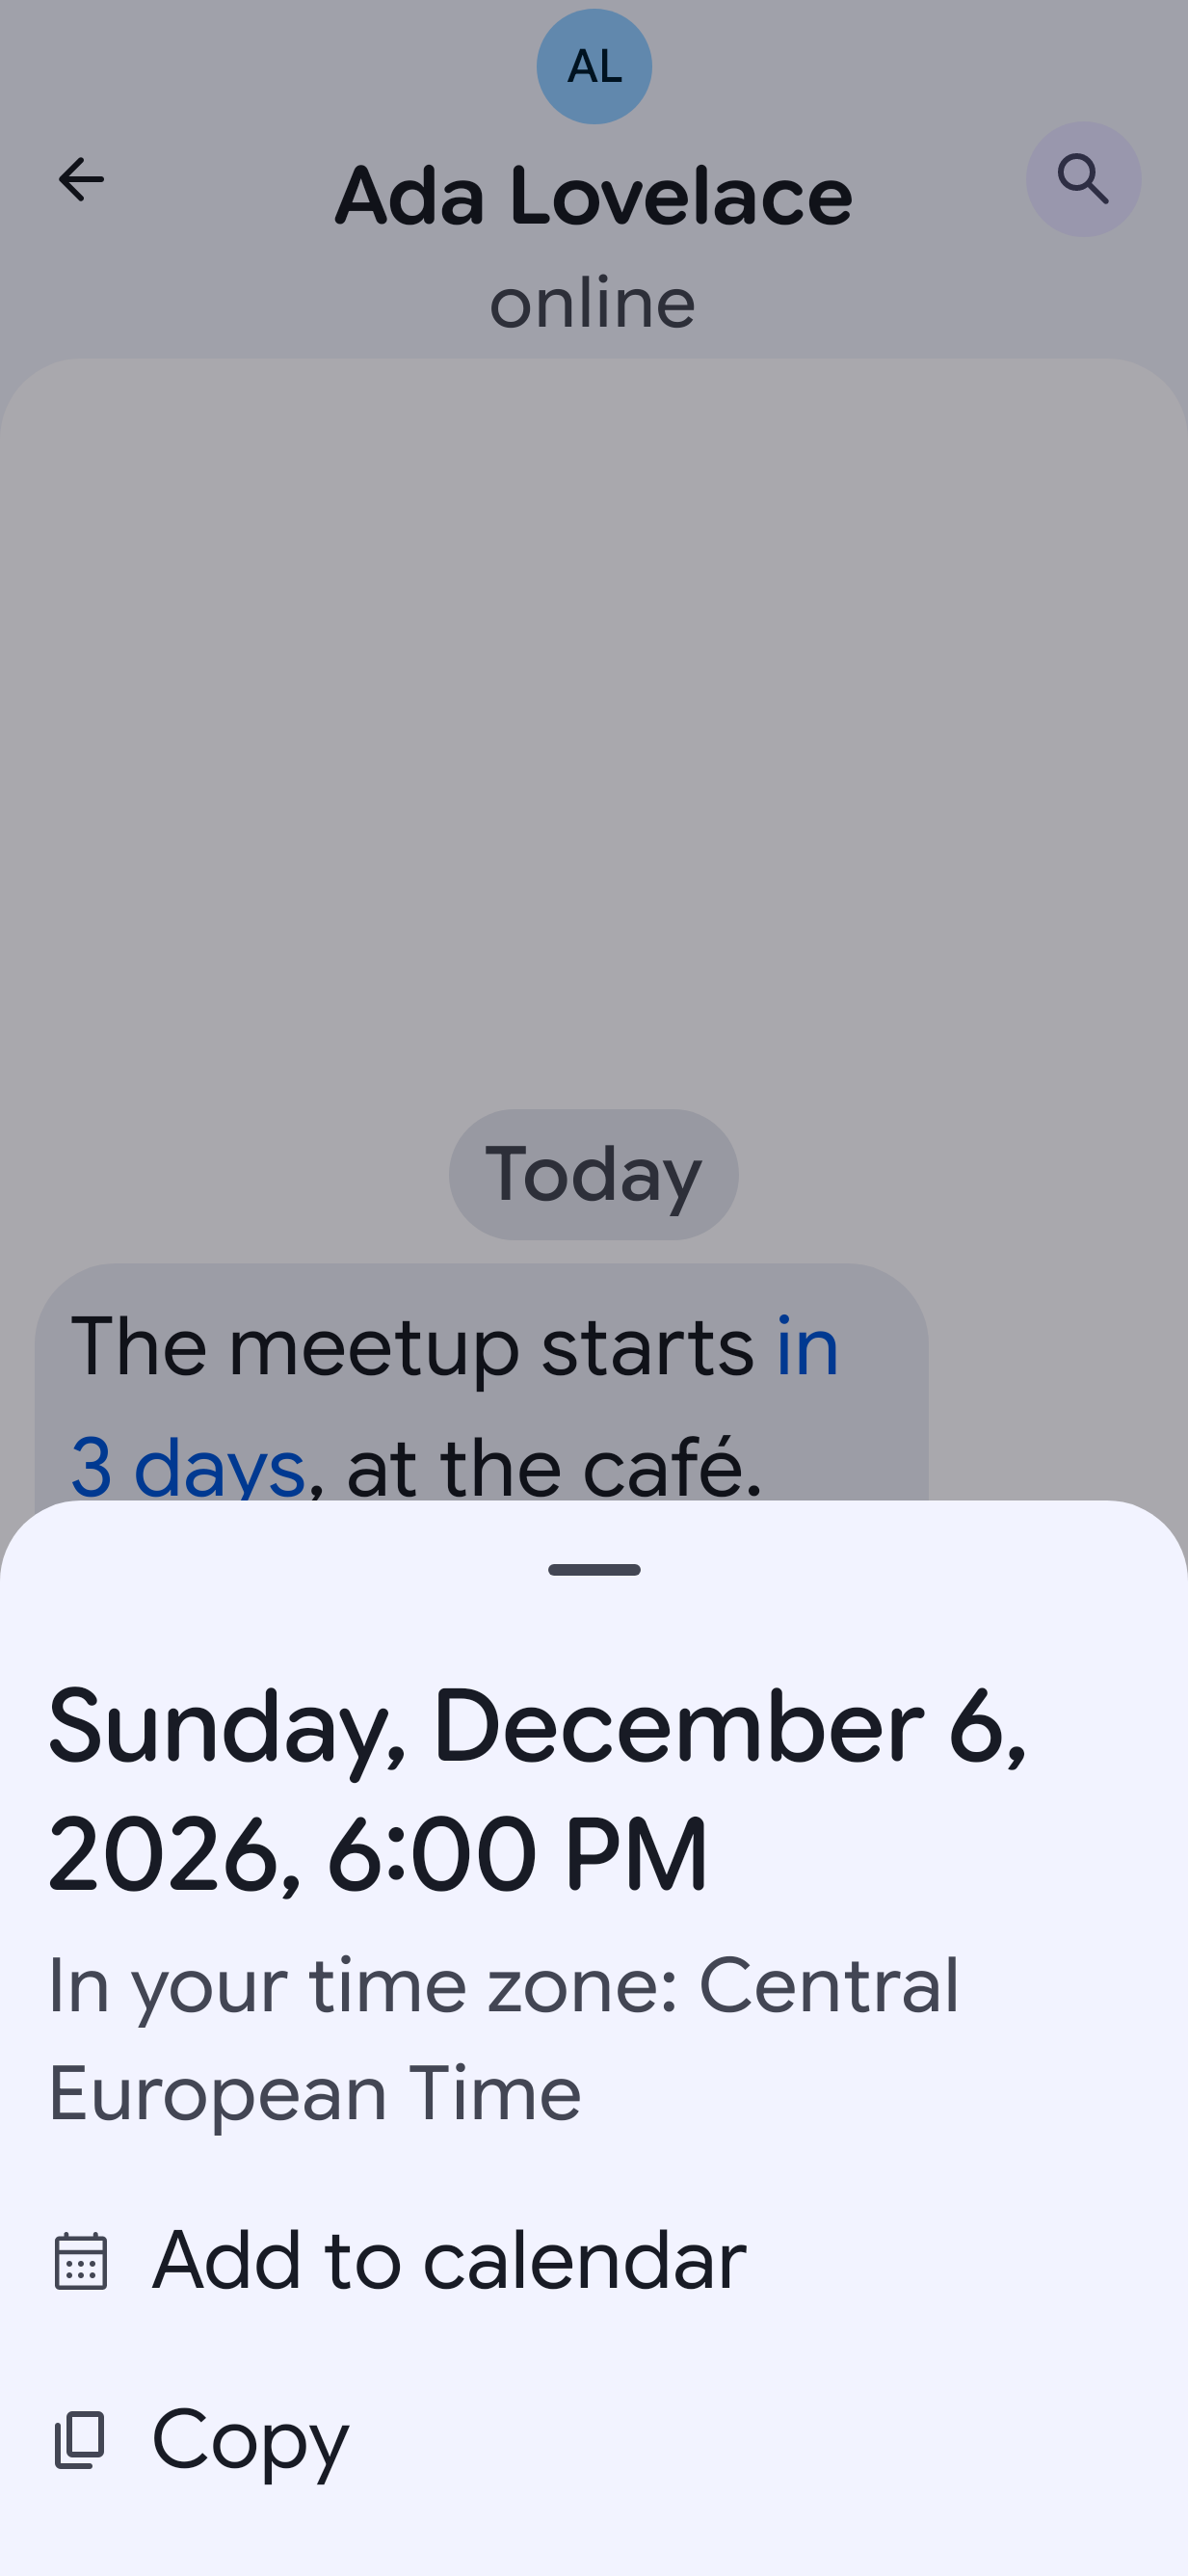 AL
Ada Lovelace
online
Today
The meetup starts in
3 days, at the café.
Sunday, December 6,
2026, 6:00 PM
In your time zone: Central
European Time
Add to calendar
Copy